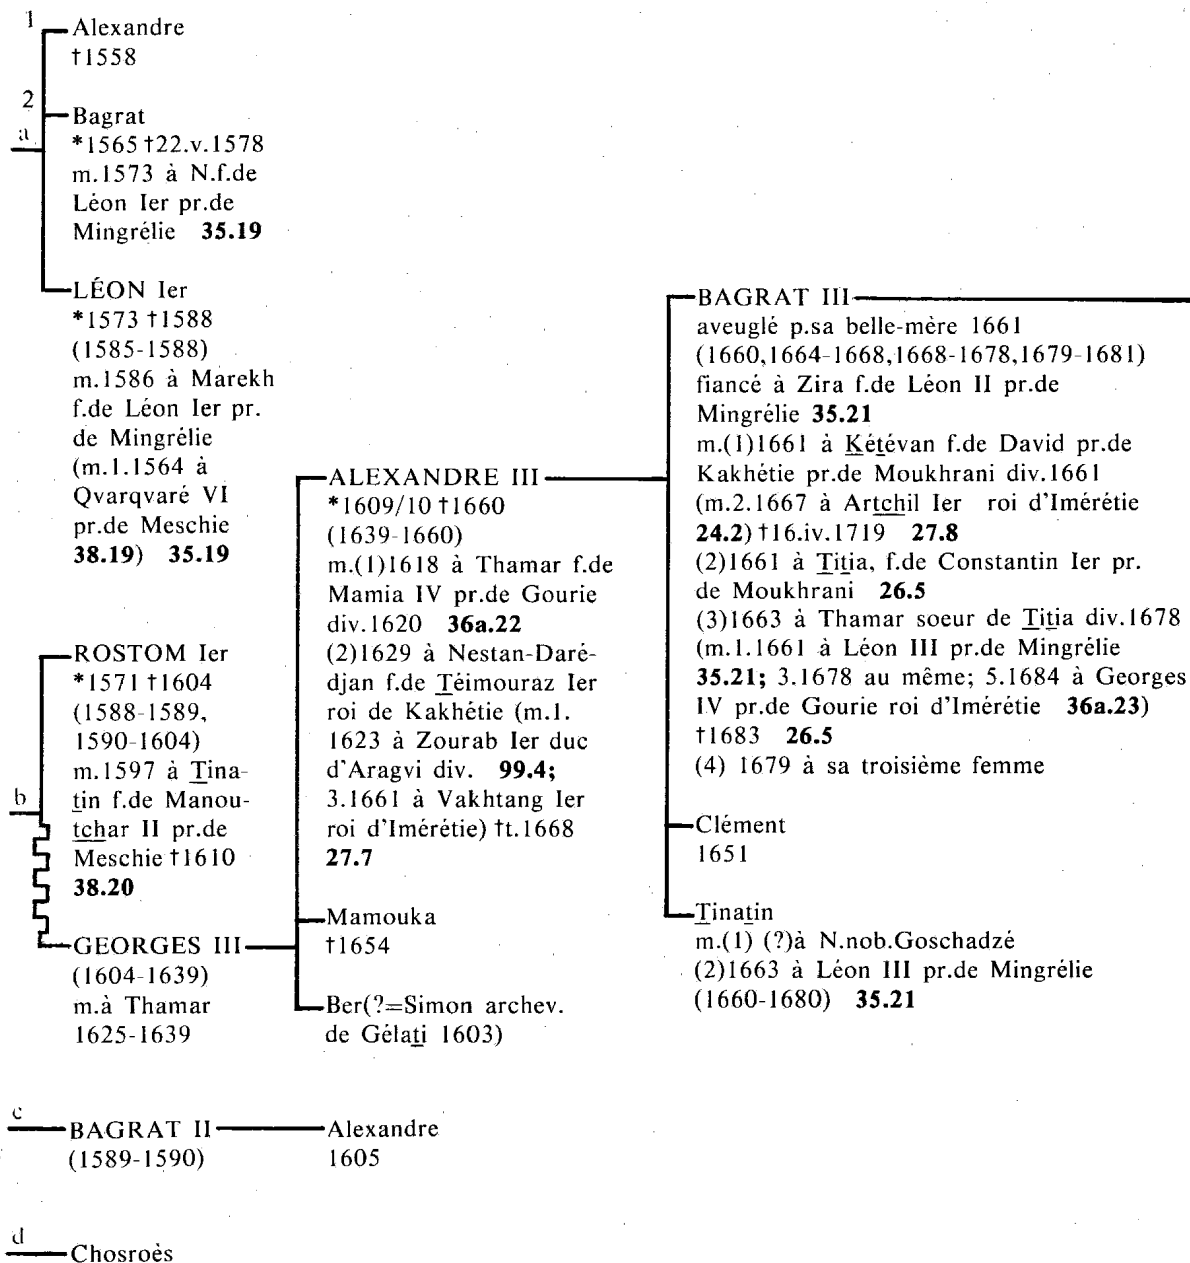 1
Alexandre
†1558
2
Bagrat
a
*1565 †22.v.1578
m.1573 à N.f.de
Léon Ier pr.de
Mingrélie 35.19
LÉON Ier
*1573 †1588
(1585-1588)
m.1586 à Marekh
f.de Léon Ier pr.
de Mingrélie
(m.1.1564 à
Qvarqvaré VI
pr.de Meschie
38.19) 35.19
ROSTOM Ier
*1571 †1604
(1588-1589,
1590-1604)
m.1597 à Tina-
tin f.de Manou-
b
tchar II pr.de
Meschie †1610
38.20
GEORGES III
(1604-1639)
m.à Thamar
1625-1639
ALEXANDRE III
*1609/10 †1660
(1639-1660)
m.(1)1618 à Thamar f.de
Mamia IV pr.de Gourie
div.1620 36a.22
(2)1629 à Nestan-Daré-
djan f.de Téimouraz Ier
roi de Kakhétie (m.1.
1623 à Zourab Ier duc
d'Aragvi div. 99.4;
3.1661 à Vakhtang Ier
roi d'Imérétie) †t.1668
27.7
Mamouka
†1654
Ber(?=Simon archev.
de Gélati 1603)
BAGRAT III
aveuglé p.sa belle-mère 1661
(1660,1664-1668,1668-1678,1679-1681)
fiancé à Zira f.de Léon II pr.de
Mingrélie 35.21
m.(1)1661 à Kétévan f.de David pr.de
Kakhétie pr.de Moukhrani div.1661
(m.2.1667 à Artchil Ier roi d'Imérétie
24.2) †16.iv.1719 27.8
(2)1661 à Titia, f.de Constantin Ier pr.
de Moukhrani 26.5
(3)1663 à Thamar soeur de Titia div.1678
(m.1.1661 à Léon III pr.de Mingrélie
35.21; 3.1678 au même; 5.1684 à Georges
IV pr.de Gourie roi d'Imérétie 36a.23)
†1683 26.5
(4) 1679 à sa troisième femme
Clément
1651
Tinatin
m.(1) (?)à N.nob.Goschadzé
(2)1663 à Léon III pr.de Mingrélie
(1660-1680) 35.21
c
BAGRAT II
(1589-1590)
Alexandre
1605
d
Chosroès